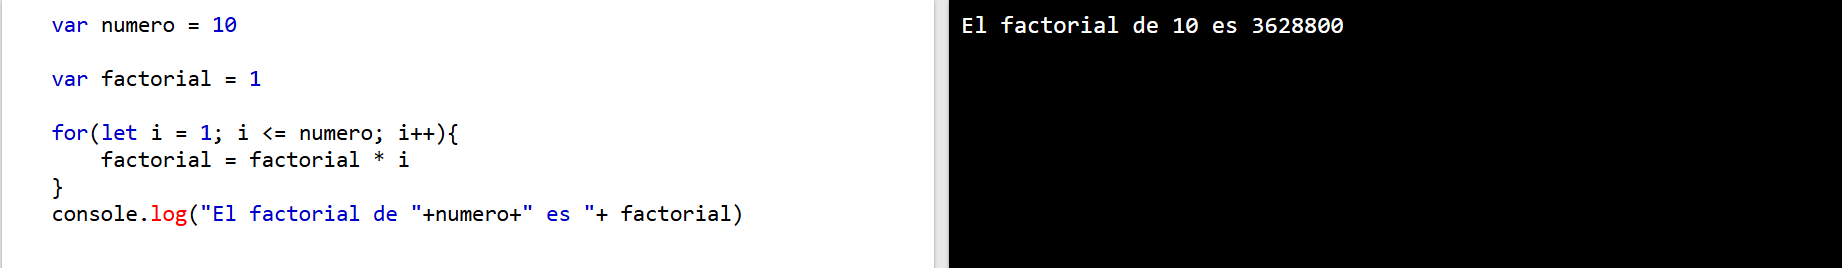 var numero = 10
var factorial = 1
for(let i = 1; i <= numero; i++){
    factorial = factorial * i
}
console.log("El factorial de "+numero+" es "+ factorial)
El factorial de 10 es 3628800